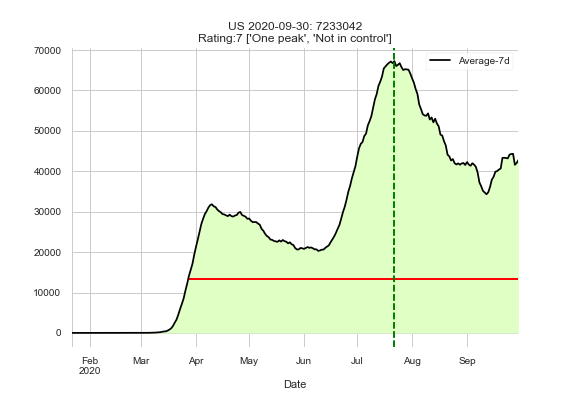 US 2020-09-30: 7233042
Rating:7 ['One peak', 'Not in control']
70000
Average-7d
60000
50000
40000
30000
20000
10000
0
Feb Mar Apr May Jun Jul Aug Sep
2020
Date